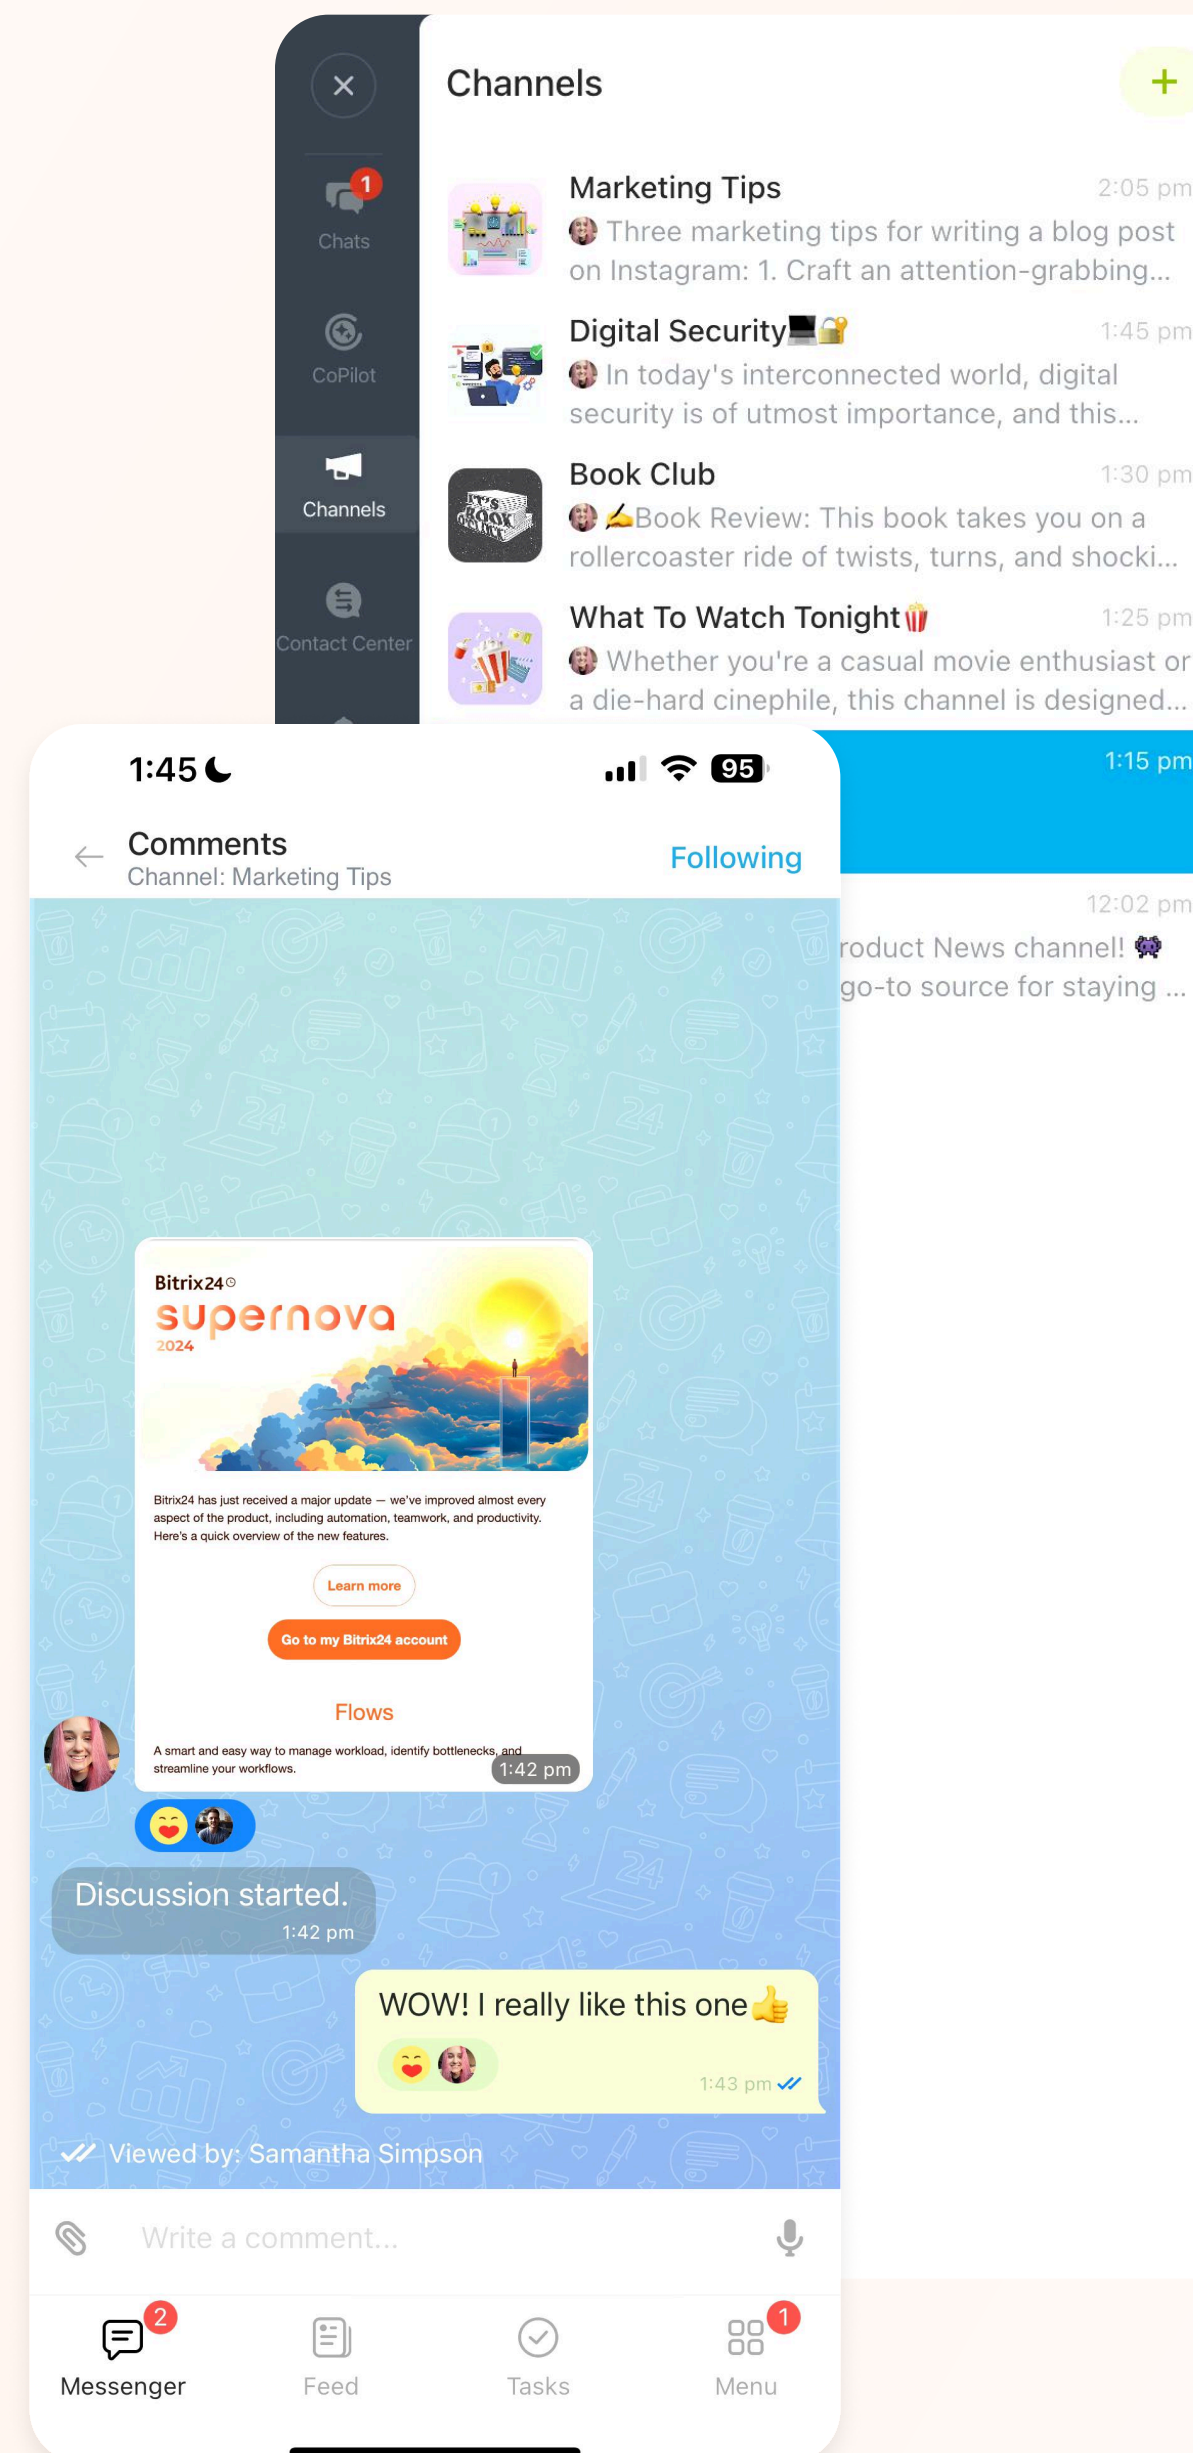 Channels
1
Chats
CoPilot
Channels
Contact Center
Marketing Tips
2:05 pm
Three marketing tips for writing a blog post
on Instagram: 1. Craft an attention-grabbing...
Digital Security💻🔐
1:45 pm
In today's interconnected world, digital
security is of utmost importance, and this...
Book Club
1:30 pm
✍️Book Review: This book takes you on a
rollercoaster ride of twists, turns, and shocki...
IT'S
BOOK
What To Watch Tonight🍿
1:25 pm
Whether you're a casual movie enthusiast or
a die-hard cinephile, this channel is designed...
1:15 pm
12:02 pm
roduct News channel! 👾
go-to source for staying ...
1:45
95
Comments
Channel: Marketing Tips
Following
Bitrix24
supernova
2024
Bitrix24 has just received a major update — we've improved almost every
aspect of the product, including automation, teamwork, and productivity.
Here's a quick overview of the new features.
Learn more
Go to my Bitrix24 account
Flows
A smart and easy way to manage workload, identify bottlenecks, and
streamline your workflows.
1:42 pm
Discussion started.
1:42 pm
WOW! I really like this one👍
1:43 pm
Viewed by: Samantha Simpson
Write a comment...
2
Messenger
Feed
Tasks
1
Menu